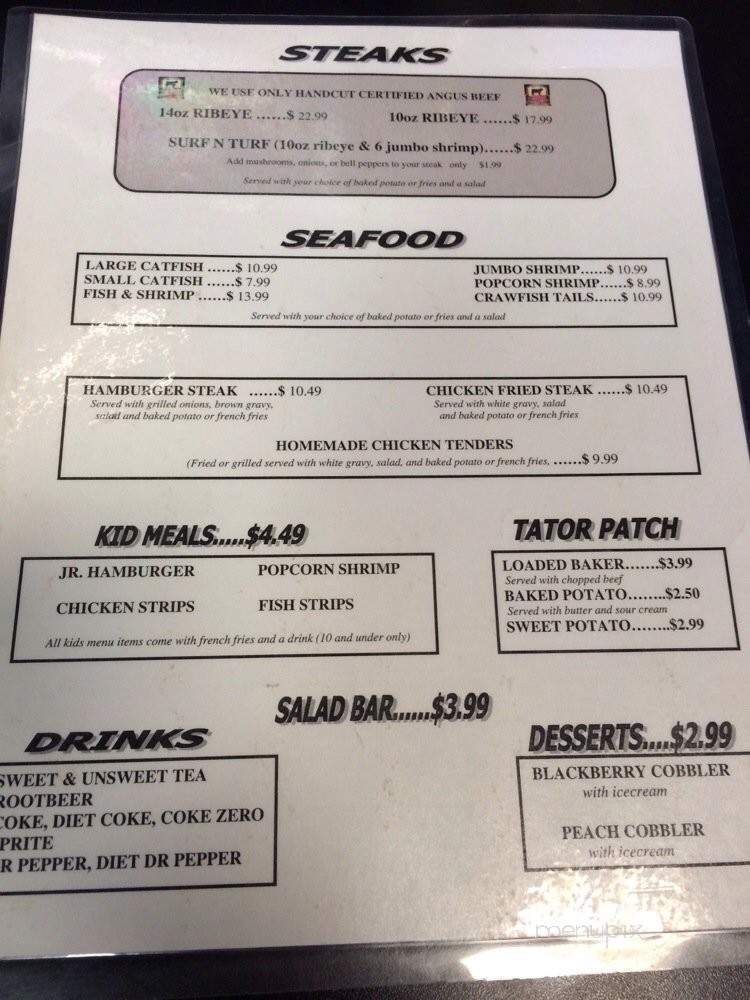 STEAKS
WE USE ONLY HANDCUT CERTIFIED ANGUS BEEF
14oz RIBEYE ......$ 22.99
10oz RIBEYE ......$ 17.99
SURF N TURF (10oz ribeye & 6 jumbo shrimp)......$ 22.99
Add mushrooms, onions, or bell peppers to your steak only $1.99
Served with your choice of baked potato or fries and a salad
SEAFOOD
LARGE CATFISH ......$ 10.99
SMALL CATFISH ......$ 7.99
FISH & SHRIMP ......$ 13.99
JUMBO SHRIMP......$ 10.99
POPCORN SHRIMP......$ 8.99
CRAWFISH TAILS......$ 10.99
Served with your choice of baked potato or fries and a salad
HAMBURGER STEAK ......$ 10.49
Served with grilled onions, brown gravy,
salad and baked potato or french fries
CHICKEN FRIED STEAK ......$ 10.49
Served with white gravy, salad
and baked potato or french fries
HOMEMADE CHICKEN TENDERS
(Fried or grilled served with white gravy, salad, and baked potato or french fries. ......$ 9.99
KID MEALS.....$4.49
JR. HAMBURGER
POPCORN SHRIMP
CHICKEN STRIPS
FISH STRIPS
All kids menu items come with french fries and a drink (10 and under only)
TATOR PATCH
LOADED BAKER.......$3.99
Served with chopped beef
BAKED POTATO........$2.50
Served with butter and sour cream
SWEET POTATO........$2.99
SALAD BAR......$3.99
DRINKS
SWEET & UNSWEET TEA
ROOTBEER
COKE, DIET COKE, COKE ZERO
PRITE
R PEPPER, DIET DR PEPPER
DESSERTS....$2.99
BLACKBERRY COBBLER
with icecream
PEACH COBBLER
with icecream
menupix